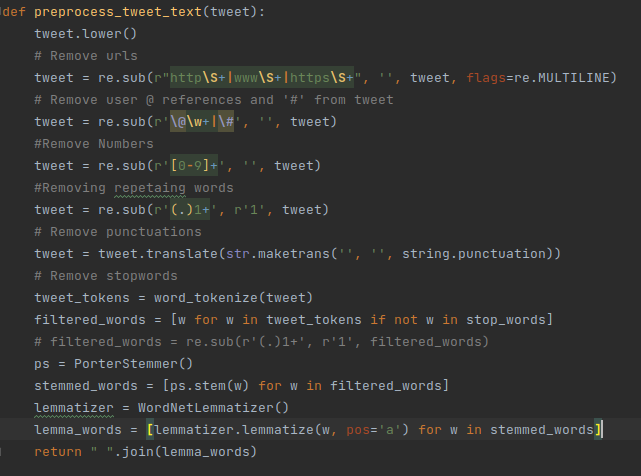 def preprocess_tweet_text(tweet):
    tweet.lower()
    # Remove urls
    tweet = re.sub(r"http\S+|www\S+|https\S+", '', tweet, flags=re.MULTILINE)
    # Remove user @ references and '#' from tweet
    tweet = re.sub(r'\@\w+|\#', '', tweet)
    #Remove Numbers
    tweet = re.sub(r'[0-9]+', '', tweet)
    #Removing repetaing words
    tweet = re.sub(r'(.)1+', r'1', tweet)
    # Remove punctuations
    tweet = tweet.translate(str.maketrans('', '', string.punctuation))
    # Remove stopwords
    tweet_tokens = word_tokenize(tweet)
    filtered_words = [w for w in tweet_tokens if not w in stop_words]
    # filtered_words = re.sub(r'(.)1+', r'1', filtered_words)
    ps = PorterStemmer()
    stemmed_words = [ps.stem(w) for w in filtered_words]
    lemmatizer = WordNetLemmatizer()
    lemma_words = [lemmatizer.lemmatize(w, pos='a') for w in stemmed_words]
    return " ".join(lemma_words)